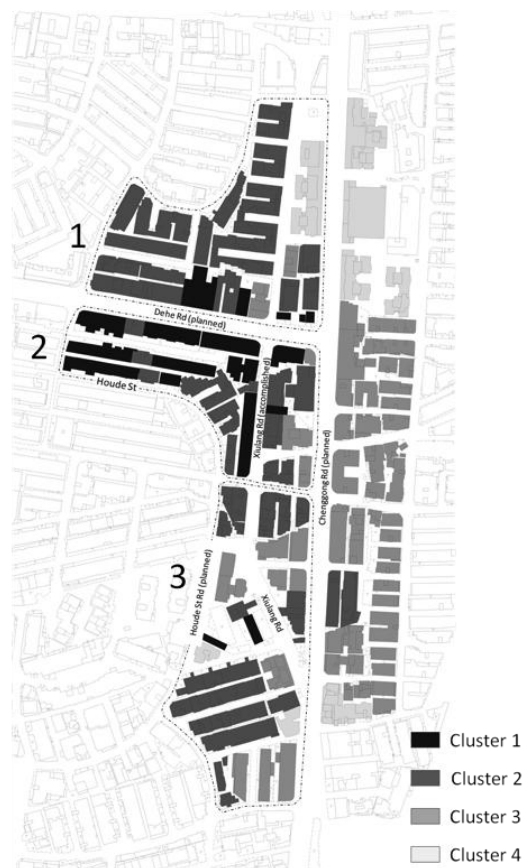 1
Dehe Rd (planned)
2
Houde St
Xiulang Rd (accomplished)
Chenggong Rd (planned)
3
Houde St Rd (planned)
Xiulang Rd
Cluster 1
Cluster 2
Cluster 3
Cluster 4